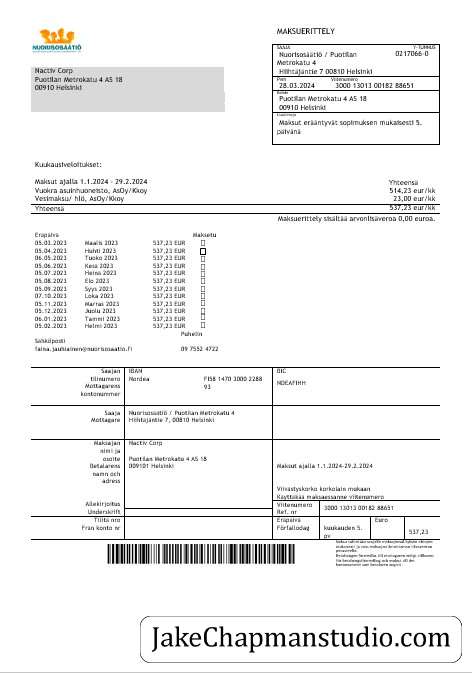 MAKSUERITTELY
NUORISOSÄÄTIÖ
SAAJA Y-TUNNUS
Nuorisosäätiö / Puotilan 0217066-0
Metrokatu 4
Hiihtäjäntie 7 00810 Helsinki
Nactiv Corp
Puotilan Metrokatu 4 AS 18
00910 Helsinki
Pvm Viitenumero
28.03.2024 3000 13013 00182 88651
Puotilan Metrokatu 4 AS 18
00910 Helsinki
Maksut erääntyvät sopimuksen mukaisesti 5.
päivänä
Kuukausiveloitukset:
Maksut ajalla 1.1.2024 - 29.2.2024 Yhteensä
Vuokra asuinhuoneisto, AsOy/Kkoy 514,23 eur/kk
Vesimaksu/ hlö, AsOy/Kkoy 23,00 eur/kk
Yhteensä 537,23 eur/kk
Maksuerittely sisältää arvonlisäveroa 0,00 euroa.
Eräpäivä Maksetu
05.03.2023 Maalis 2023 537,23 EUR
05.04.2023 Huhti 2023 537,23 EUR
06.05.2023 Tuoko 2023 537,23 EUR
05.06.2023 Kesä 2023 537,23 EUR
05.07.2023 Heinä 2023 537,23 EUR
05.08.2023 Elo 2023 537,23 EUR
05.09.2023 Syys 2023 537,23 EUR
07.10.2023 Loka 2023 537,23 EUR
05.11.2023 Marras 2023 537,23 EUR
05.12.2023 Joulu 2023 537,23 EUR
06.01.2023 Tammi 2023 537,23 EUR
05.02.2023 Helmi 2023 537,23 EUR
Puhelin
Sähköposti
faina.jauhiainen@nuorisosaatio.fi 09 7552 4722
Saajan IBAN BIC
tilinumero Nordea FI58 1470 3000 2288
Mottagarens 93 NDEAFIHH
kontonummer
Saaja Nuorisosäätiö / Puotilan Metrokatu 4
Mottagare Hiihtäjäntie 7, 00810 Helsinki
Maksajan Nactiv Corp
nimi ja
osoite Puotilan Metrokatu 4 AS 18
Betalarens 009101 Helsinki Maksut ajalla 1.1.2024-29.2.2024
namn och
adress
Viivästyskorko korkolain mukaan
Käyttäkää maksaessanne viitenumero
Allekirjoitus Viitenumero 3000 13013 00182 88651
Underskrift Ref. nr
Tililtä nro Eräpäivä Euro
Från konto nr Förfallodag kuukauden 5. 537,23
pv
JakeChapmanstudio.com